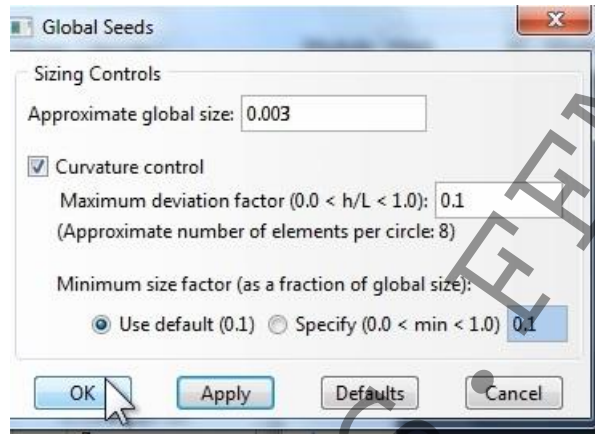 Global Seeds
Sizing Controls
Approximate global size: 0.003
Curvature control
Maximum deviation factor (0.0 < h/L < 1.0): 0.1
(Approximate number of elements per circle: 8)
Minimum size factor (as a fraction of global size):
Use default (0.1) Specify (0.0 < min < 1.0) 0.1
OK Apply Defaults Cancel